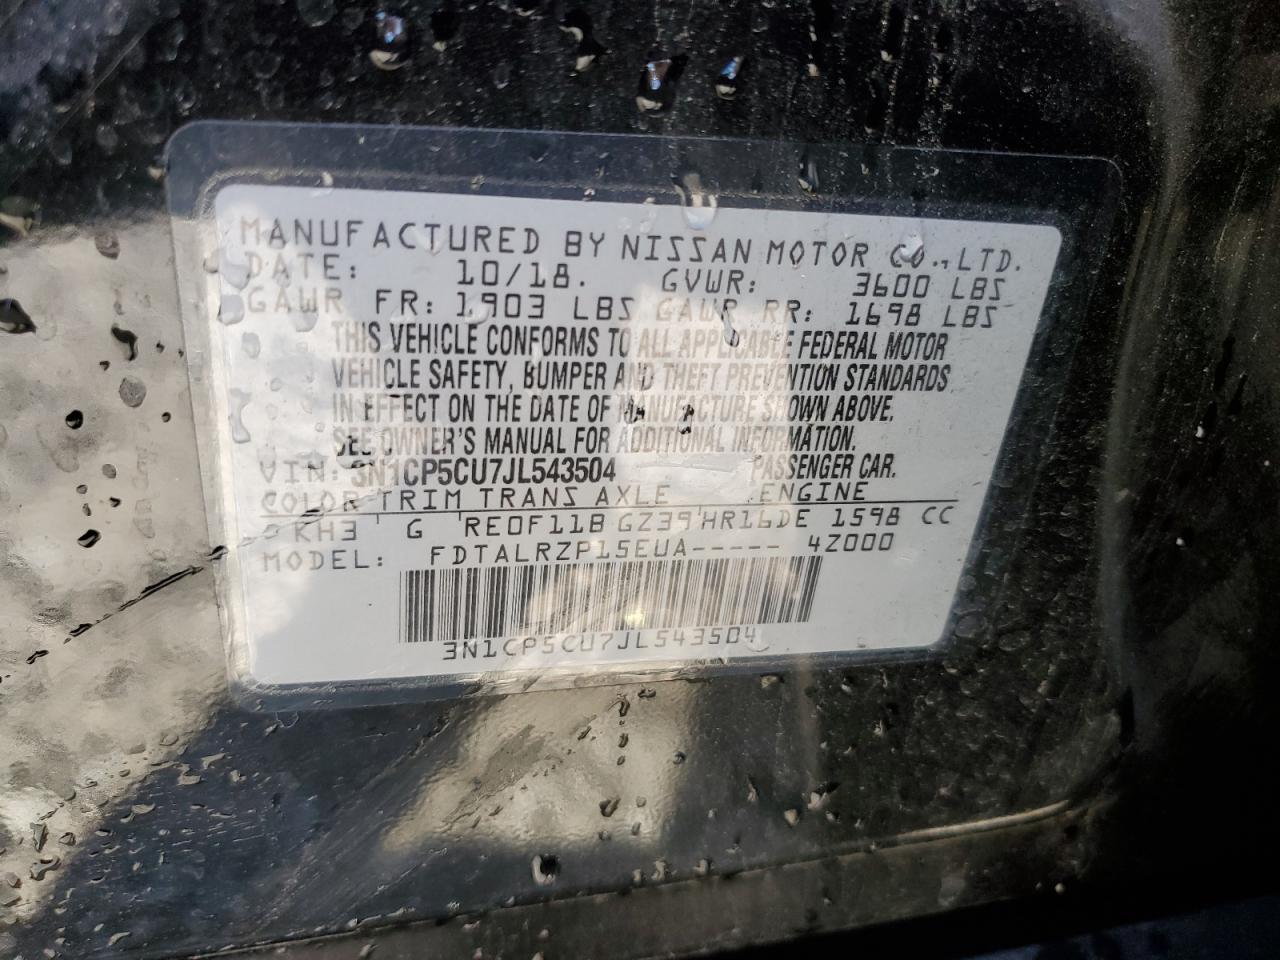 MANUFACTURED BY NISSAN MOTOR CO., LTD.
DATE: 10/18. GVWR: 3600 LBS
GAWR FR: 1903 LBS GAWR RR: 1698 LBS
THIS VEHICLE CONFORMS TO ALL APPLICABLE FEDERAL MOTOR
VEHICLE SAFETY, BUMPER AND THEFT PREVENTION STANDARDS
IN EFFECT ON THE DATE OF MANUFACTURE SHOWN ABOVE.
SEE OWNER'S MANUAL FOR ADDITIONAL INFORMATION.
VIN: 3N1CP5CU7JL543504 PASSENGER CAR.
COLOR TRIM TRANS AXLE ENGINE
KH3 G RE0F11B GZ39 HR16DE 1598 CC
MODEL: FDTALRZP15EUA----- 4Z000
3N1CP5CU7JL543504